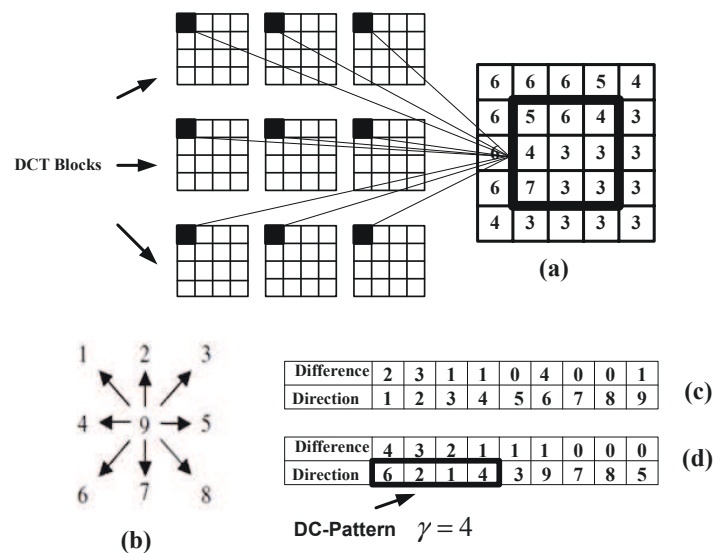 DCT Blocks
6 6 6 5 4
6 5 6 4 3
6 4 3 3 3
6 7 3 3 3
4 3 3 3 3
(a)
1 2 3
4 9 5
6 7 8
(b)
Difference 2 3 1 1 0 4 0 0 1
Direction 1 2 3 4 5 6 7 8 9
(c)
Difference 4 3 2 1 1 1 0 0 0
Direction 6 2 1 4 3 9 7 8 5
(d)
DC-Pattern γ = 4